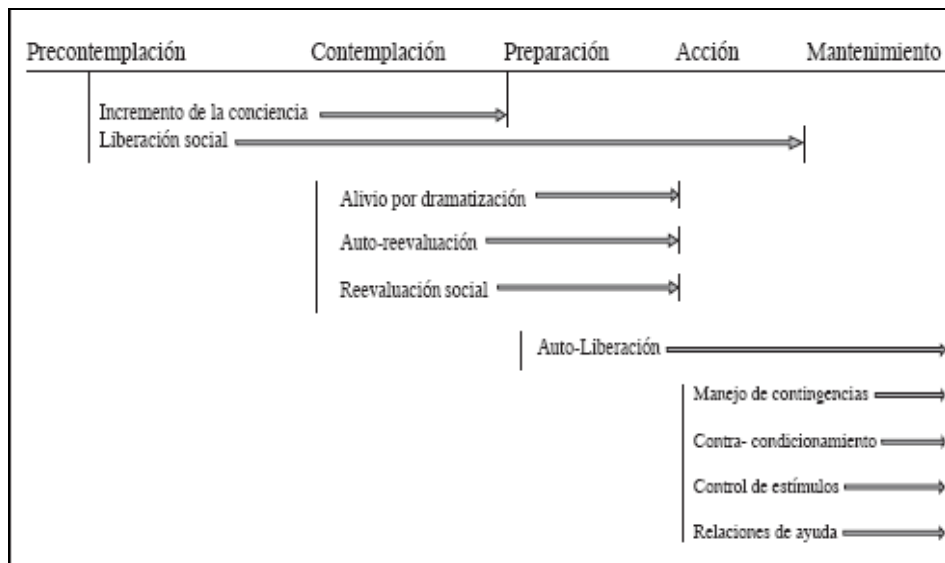 Precontemplación Contemplación Preparación Acción Mantenimiento
Incremento de la conciencia
Liberación social
Alivio por dramatización
Auto-reevaluación
Reevaluación social
Auto-Liberación
Manejo de contingencias
Contra- condicionamiento
Control de estímulos
Relaciones de ayuda